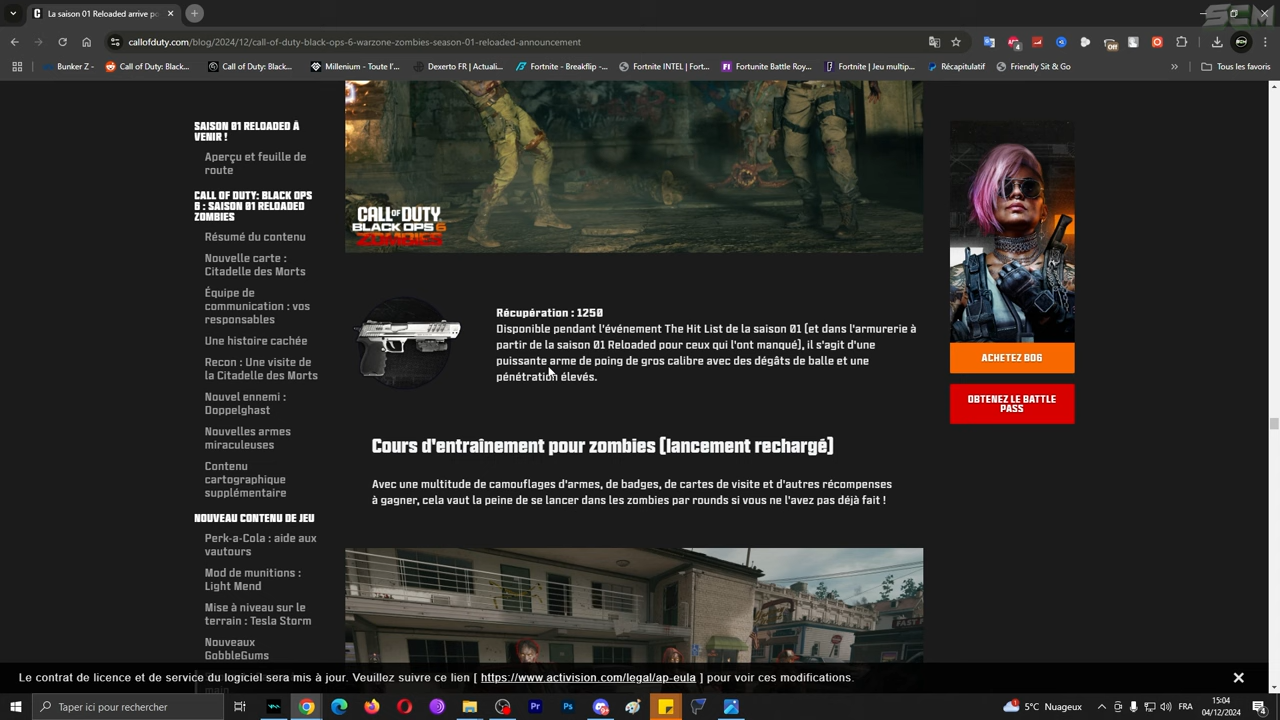 La saison 01 Reloaded arrive po
callofduty.com/blog/2024/12/call-of-duty-black-ops-6-warzone-zombies-season-01-reloaded-announcement
Bunker Z -
Call of Duty: Black...
Call of Duty: Black...
Millenium - Toute l'...
Dexerto FR | Actuali...
Fortnite - Breakflip -...
Fortnite INTEL | Fort...
Fortunite Battle Roy...
Fortnite | Jeu multip...
Récapitulatif
Friendly Sit & Go
Tous les favoris
SAISON 01 RELOADED À
VENIR !
Aperçu et feuille de
route
CALL OF DUTY: BLACK OPS
6 : SAISON 01 RELOADED
ZOMBIES
Résumé du contenu
Nouvelle carte :
Citadelle des Morts
Équipe de
communication : vos
responsables
Une histoire cachée
Recon : Une visite de
la Citadelle des Morts
Nouvel ennemi :
Doppelghast
Nouvelles armes
miraculeuses
Contenu
cartographique
supplémentaire
NOUVEAU CONTENU DE JEU
Perk-a-Cola : aide aux
vautours
Mod de munitions :
Light Mend
Mise à niveau sur le
terrain : Tesla Storm
Nouveaux
GobbleGums
CALL OF DUTY
BLACK OPS 6
ZOMBIES
Récupération : 1250
Disponible pendant l'événement The Hit List de la saison 01 (et dans l'armurerie à
partir de la saison 01 Reloaded pour ceux qui l'ont manqué), il s'agit d'une
puissante arme de poing de gros calibre avec des dégâts de balle et une
pénétration élevés.
Cours d'entraînement pour zombies (lancement rechargé)
Avec une multitude de camouflages d'armes, de badges, de cartes de visite et d'autres récompenses
à gagner, cela vaut la peine de se lancer dans les zombies par rounds si vous ne l'avez pas déjà fait !
ACHETEZ BO6
OBTENEZ LE BATTLE
PASS
Le contrat de licence et de service du logiciel sera mis à jour. Veuillez suivre ce lien [ https://www.activision.com/legal/ap-eula ] pour voir ces modifications.
Taper ici pour rechercher
5°C Nuageux
FRA
15:04
04/12/2024